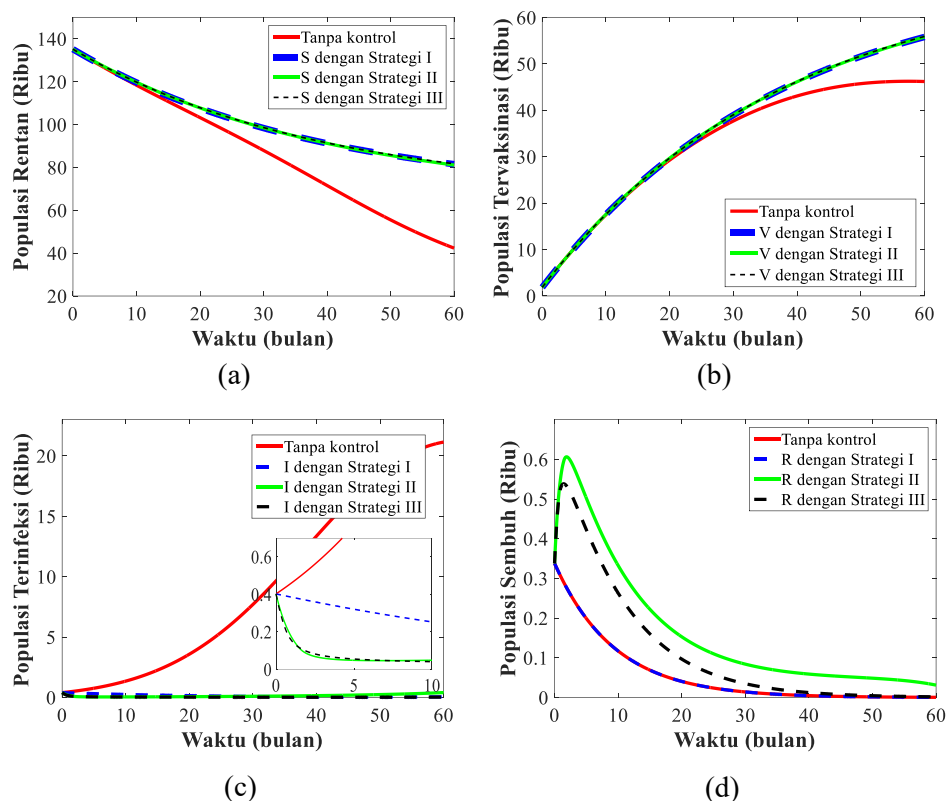 Populasi Rentan (Ribu)
140
120
100
80
60
40
20
0 10 20 30 40 50 60
Waktu (bulan)
Tanpa kontrol
S dengan Strategi I
S dengan Strategi II
S dengan Strategi III
(a)
Populasi Tervaksinasi (Ribu)
60
50
40
30
20
10
0
0 10 20 30 40 50 60
Waktu (bulan)
Tanpa kontrol
V dengan Strategi I
V dengan Strategi II
V dengan Strategi III
(b)
Populasi Terinfeksi (Ribu)
20
15
10
5
0
0 10 20 30 40 50 60
Waktu (bulan)
Tanpa kontrol
I dengan Strategi I
I dengan Strategi II
I dengan Strategi III
0.6
0.4
0.2
0
0 5 10
(c)
Populasi Sembuh (Ribu)
0.6
0.5
0.4
0.3
0.2
0.1
0
0 10 20 30 40 50 60
Waktu (bulan)
Tanpa kontrol
R dengan Strategi I
R dengan Strategi II
R dengan Strategi III
(d)